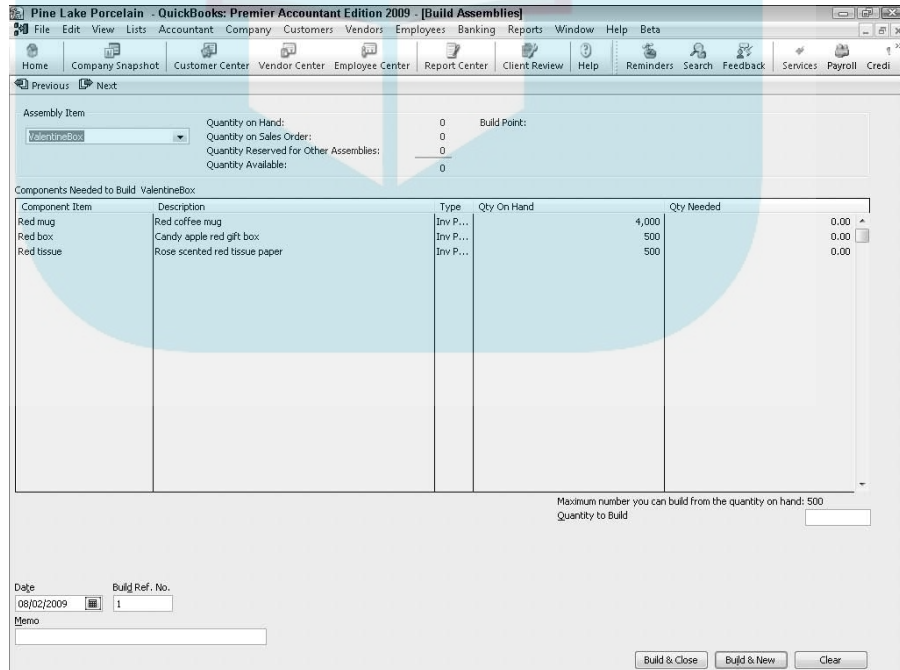 Pine Lake Porcelain - QuickBooks: Premier Accountant Edition 2009 - [Build Assemblies]
File Edit View Lists Accountant Company Customers Vendors Employees Banking Reports Window Help Beta
Home Company Snapshot Customer Center Vendor Center Employee Center Report Center Client Review Help Reminders Search Feedback Services Payroll Credi
Previous Next
Assembly Item
ValentineBox
Quantity on Hand: 0 Build Point:
Quantity on Sales Order: 0
Quantity Reserved for Other Assemblies: 0
Quantity Available: 0
Components Needed to Build ValentineBox
Component Item Description Type Qty On Hand Qty Needed
Red mug Red coffee mug Inv P... 4,000 0.00
Red box Candy apple red gift box Inv P... 500 0.00
Red tissue Rose scented red tissue paper Inv P... 500 0.00
Maximum number you can build from the quantity on hand: 500
Quantity to Build
Date Build Ref. No.
08/02/2009 1
Memo
Build & Close Build & New Clear